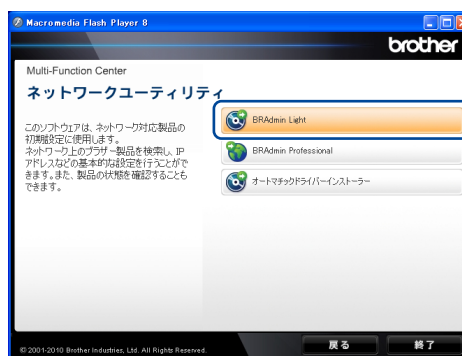 Macromedia Flash Player 8
brother
Multi-Function Center
ネットワークユーティリティ
このソフトウェアは、ネットワーク対応製品の
初期設定に使用します。
ネットワーク上のブラザー製品を検索し、IP
アドレスなどの基本的な設定を行うことがで
きます。また、製品の状態を確認することも
できます。
BRAdmin Light
BRAdmin Professional
オートマチックドライバーインストーラー
© 2001-2010 Brother Industries, Ltd. All Rights Reserved.
戻る
終了